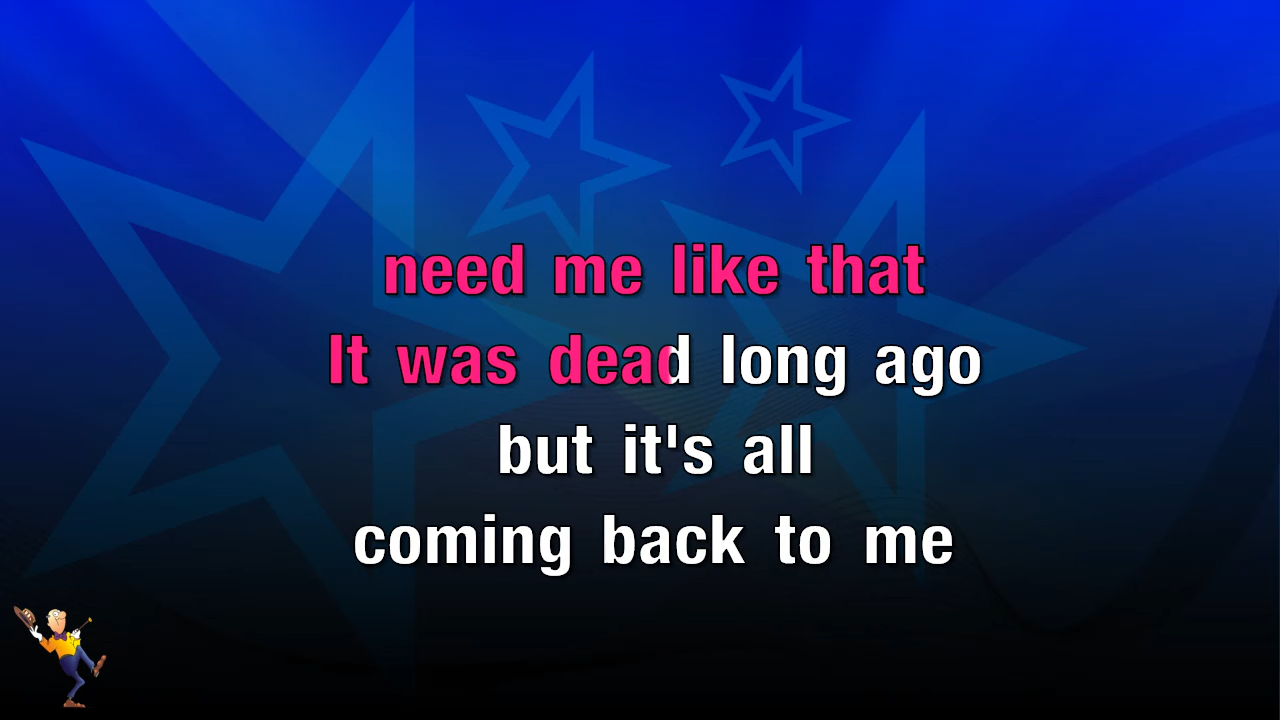 need me like that
It was dead long ago
but it's all
coming back to me